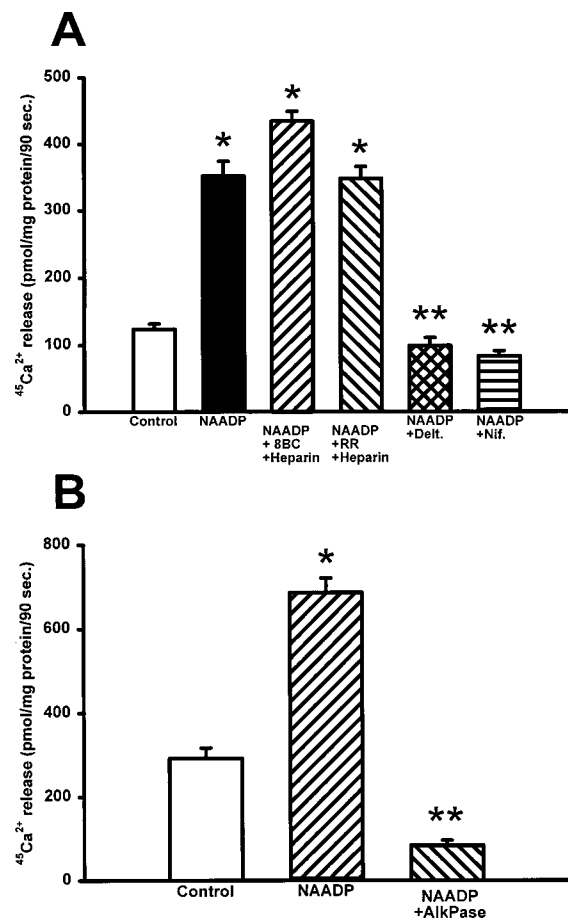 A
500
400
300
200
100
0
45Ca2+ release (pmol/mg protein/90 sec.)
*
*
*
**
**
Control
NAADP
NAADP
+ 8BC
+Heparin
NAADP
+RR
+Heparin
NAADP
+Delt.
NAADP
+Nif.
B
800
600
400
200
0
45Ca2+ release (pmol/mg protein/90 sec.)
*
**
Control
NAADP
NAADP
+AlkPase